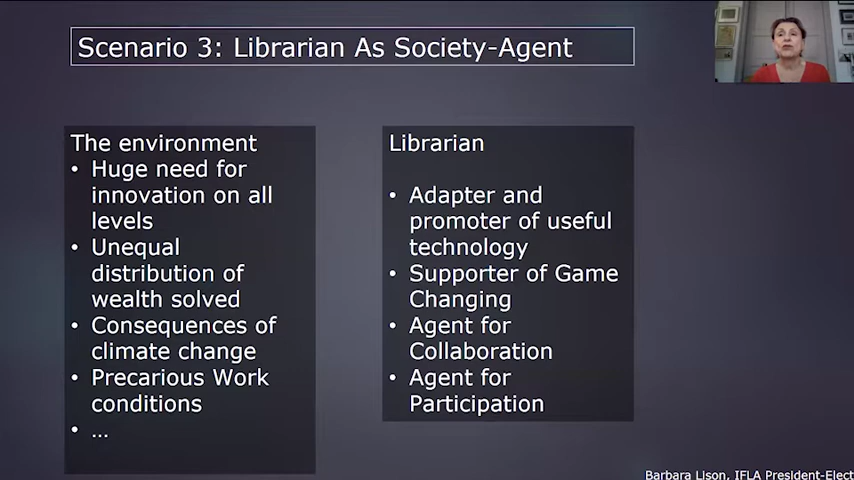 Scenario 3: Librarian As Society-Agent
The environment
• Huge need for
innovation on all
levels
• Unequal
distribution of
wealth solved
• Consequences of
climate change
• Precarious Work
conditions
• ...
Librarian
• Adapter and
promoter of useful
technology
• Supporter of Game
Changing
• Agent for
Collaboration
• Agent for
Participation
Barbara Lison, IFLA President-Elect